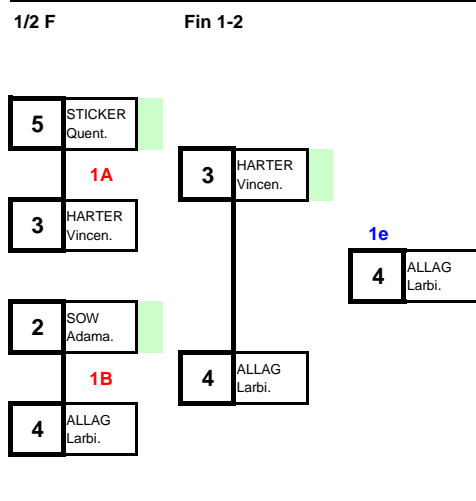 1/2 F
Fin 1-2
5
STICKER
Quent.
1A
3
HARTER
Vincen.
3
HARTER
Vincen.
1e
4
ALLAG
Larbi.
2
SOW
Adama.
1B
4
ALLAG
Larbi.
4
ALLAG
Larbi.